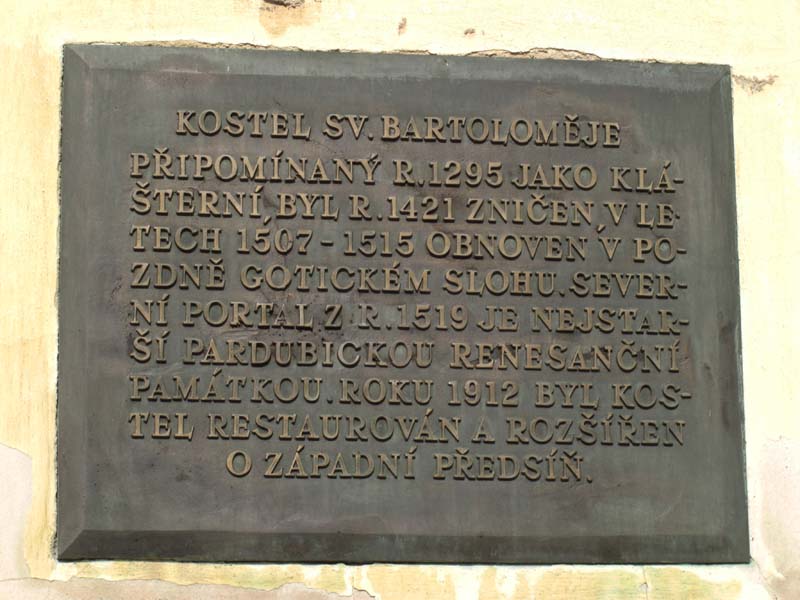 KOSTEL SV. BARTOLOMĚJE
PŘIPOMÍNANÝ R. 1295 JAKO KLÁ-
ŠTERNÍ, BYL R. 1421 ZNIČEN, V LE-
TECH 1507 - 1515 OBNOVEN V PO-
ZDNĚ GOTICKÉM SLOHU. SEVER-
NÍ PORTÁL Z R. 1519 JE NEJSTAR-
ŠÍ PARDUBICKOU RENESANČNÍ
PAMÁTKOU. ROKU 1912 BYL KOS-
TEL RESTAUROVÁN A ROZŠÍŘEN
O ZÁPADNÍ PŘEDSÍŇ.